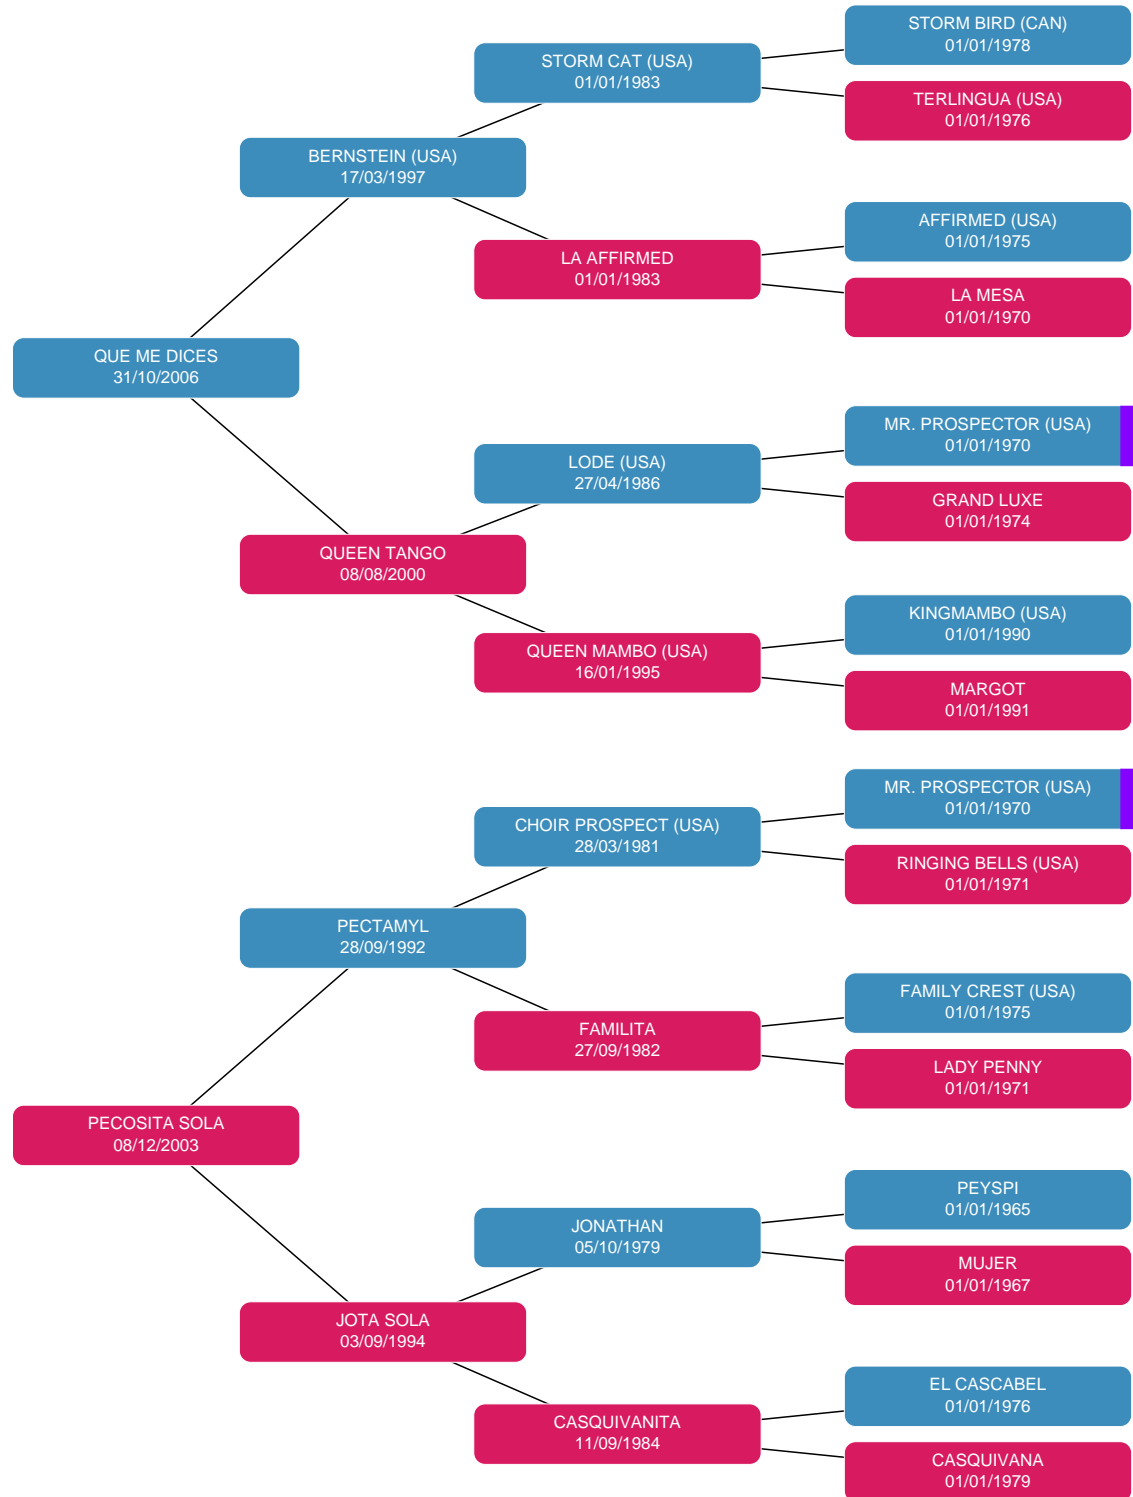 STORM BIRD (CAN)
01/01/1978
STORM CAT (USA)
01/01/1983
TERLINGUA (USA)
01/01/1976
BERNSTEIN (USA)
17/03/1997
AFFIRMED (USA)
01/01/1975
LA AFFIRMED
01/01/1983
LA MESA
01/01/1970
QUE ME DICES
31/10/2006
MR. PROSPECTOR (USA)
01/01/1970
LODE (USA)
27/04/1986
GRAND LUXE
01/01/1974
QUEEN TANGO
08/08/2000
KINGMAMBO (USA)
01/01/1990
QUEEN MAMBO (USA)
16/01/1995
MARGOT
01/01/1991
MR. PROSPECTOR (USA)
01/01/1970
CHOIR PROSPECT (USA)
28/03/1981
RINGING BELLS (USA)
01/01/1971
PECTAMYL
28/09/1992
FAMILY CREST (USA)
01/01/1975
FAMILITA
27/09/1982
LADY PENNY
01/01/1971
PECOSITA SOLA
08/12/2003
PEYSPI
01/01/1965
JONATHAN
05/10/1979
MUJER
01/01/1967
JOTA SOLA
03/09/1994
EL CASCABEL
01/01/1976
CASQUIVANITA
11/09/1984
CASQUIVANA
01/01/1979